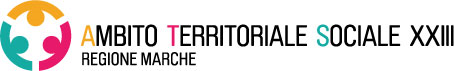 AMBITO TERRITORIALE SOCIALE XXIII
REGIONE MARCHE